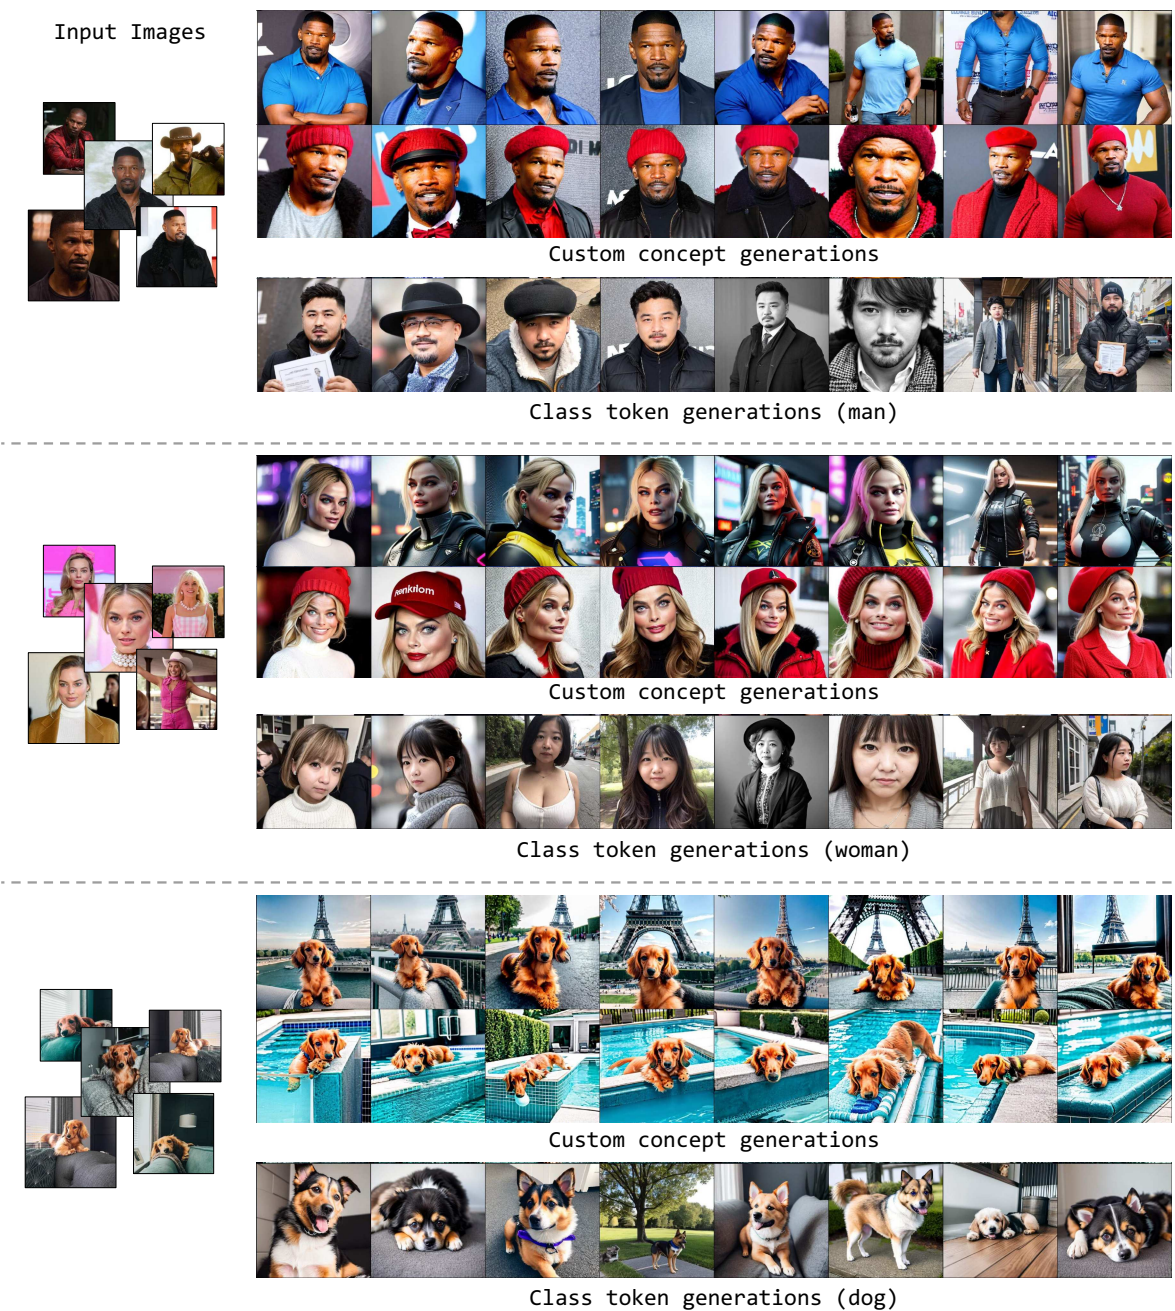 Input Images
Custom concept generations
Class token generations (man)
Penkilom
Custom concept generations
Class token generations (woman)
Custom concept generations
Class token generations (dog)